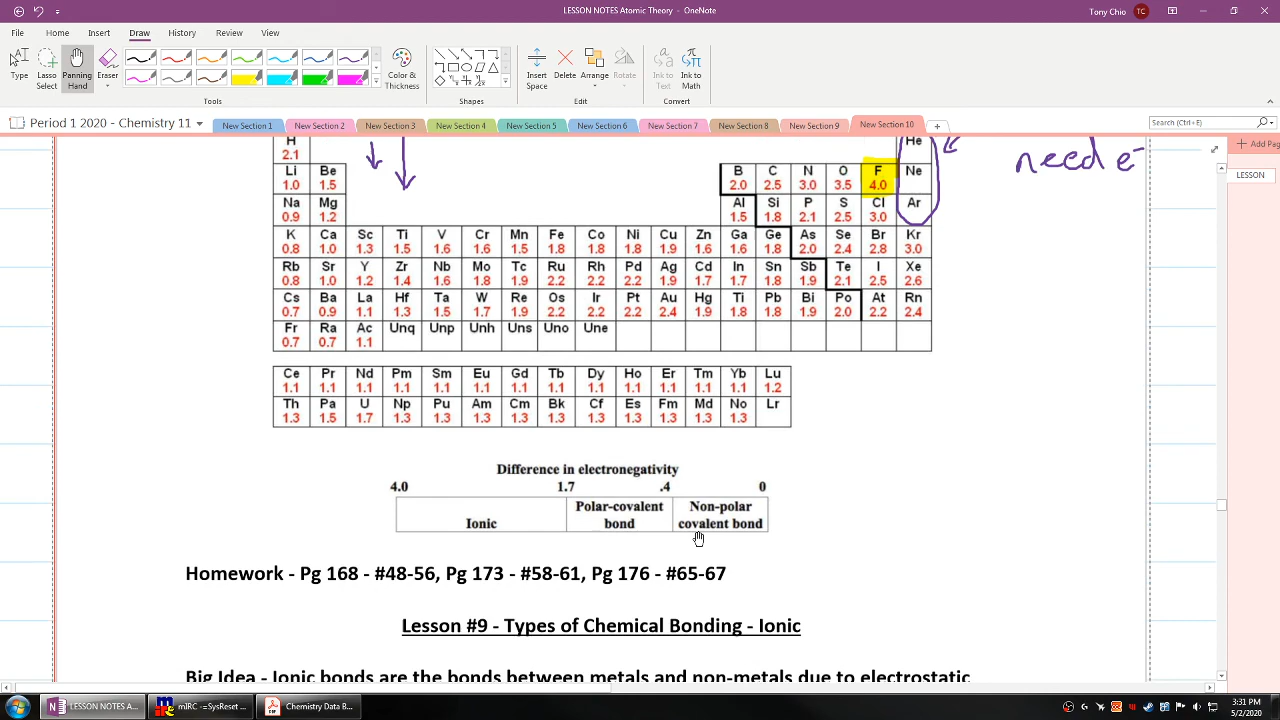 LESSON NOTES Atomic Theory - OneNote
Tony Chio TC
File Home Insert Draw History Review View
Type Lasso Select Panning Hand Eraser Color & Thickness Insert Space Delete Arrange Rotate Ink to Text Ink to Math
Tools Shapes Edit Convert
Period 1 2020 - Chemistry 11 New Section 1 New Section 2 New Section 3 New Section 4 New Section 5 New Section 6 New Section 7 New Section 8 New Section 9 New Section 10 Search (Ctrl+E)
Add Pag
LESSON
need e-
H He
2.1
Li Be B C N O F Ne
1.0 1.5 2.0 2.5 3.0 3.5 4.0
Na Mg Al Si P S Cl Ar
0.9 1.2 1.5 1.8 2.1 2.5 3.0
K Ca Sc Ti V Cr Mn Fe Co Ni Cu Zn Ga Ge As Se Br Kr
0.8 1.0 1.3 1.5 1.6 1.6 1.5 1.8 1.8 1.8 1.9 1.6 1.6 1.8 2.0 2.4 2.8 3.0
Rb Sr Y Zr Nb Mo Tc Ru Rh Pd Ag Cd In Sn Sb Te I Xe
0.8 1.0 1.2 1.4 1.6 1.8 1.9 2.2 2.2 2.2 1.9 1.7 1.7 1.8 1.9 2.1 2.5 2.6
Cs Ba La Hf Ta W Re Os Ir Pt Au Hg Ti Pb Bi Po At Rn
0.7 0.9 1.1 1.3 1.5 1.7 1.9 2.2 2.2 2.2 2.4 1.9 1.8 1.8 1.9 2.0 2.2 2.4
Fr Ra Ac Unq Unp Unh Uns Uno Une
0.7 0.7 1.1
Ce Pr Nd Pm Sm Eu Gd Tb Dy Ho Er Tm Yb Lu
1.1 1.1 1.1 1.1 1.1 1.1 1.1 1.1 1.1 1.1 1.1 1.1 1.1 1.2
Th Pa U Np Pu Am Cm Bk Cf Es Fm Md No Lr
1.3 1.5 1.7 1.3 1.3 1.3 1.3 1.3 1.3 1.3 1.3 1.3 1.3
Difference in electronegativity
4.0 1.7 .4 0
Ionic Polar-covalent bond Non-polar covalent bond
Homework - Pg 168 - #48-56, Pg 173 - #58-61, Pg 176 - #65-67
Lesson #9 - Types of Chemical Bonding - Ionic
Big Idea - Ionic bonds are the bonds between metals and non-metals due to electrostatic
LESSON NOTES A... mIRC -=SysReset ... Chemistry Data B...
3:31 PM
5/2/2020